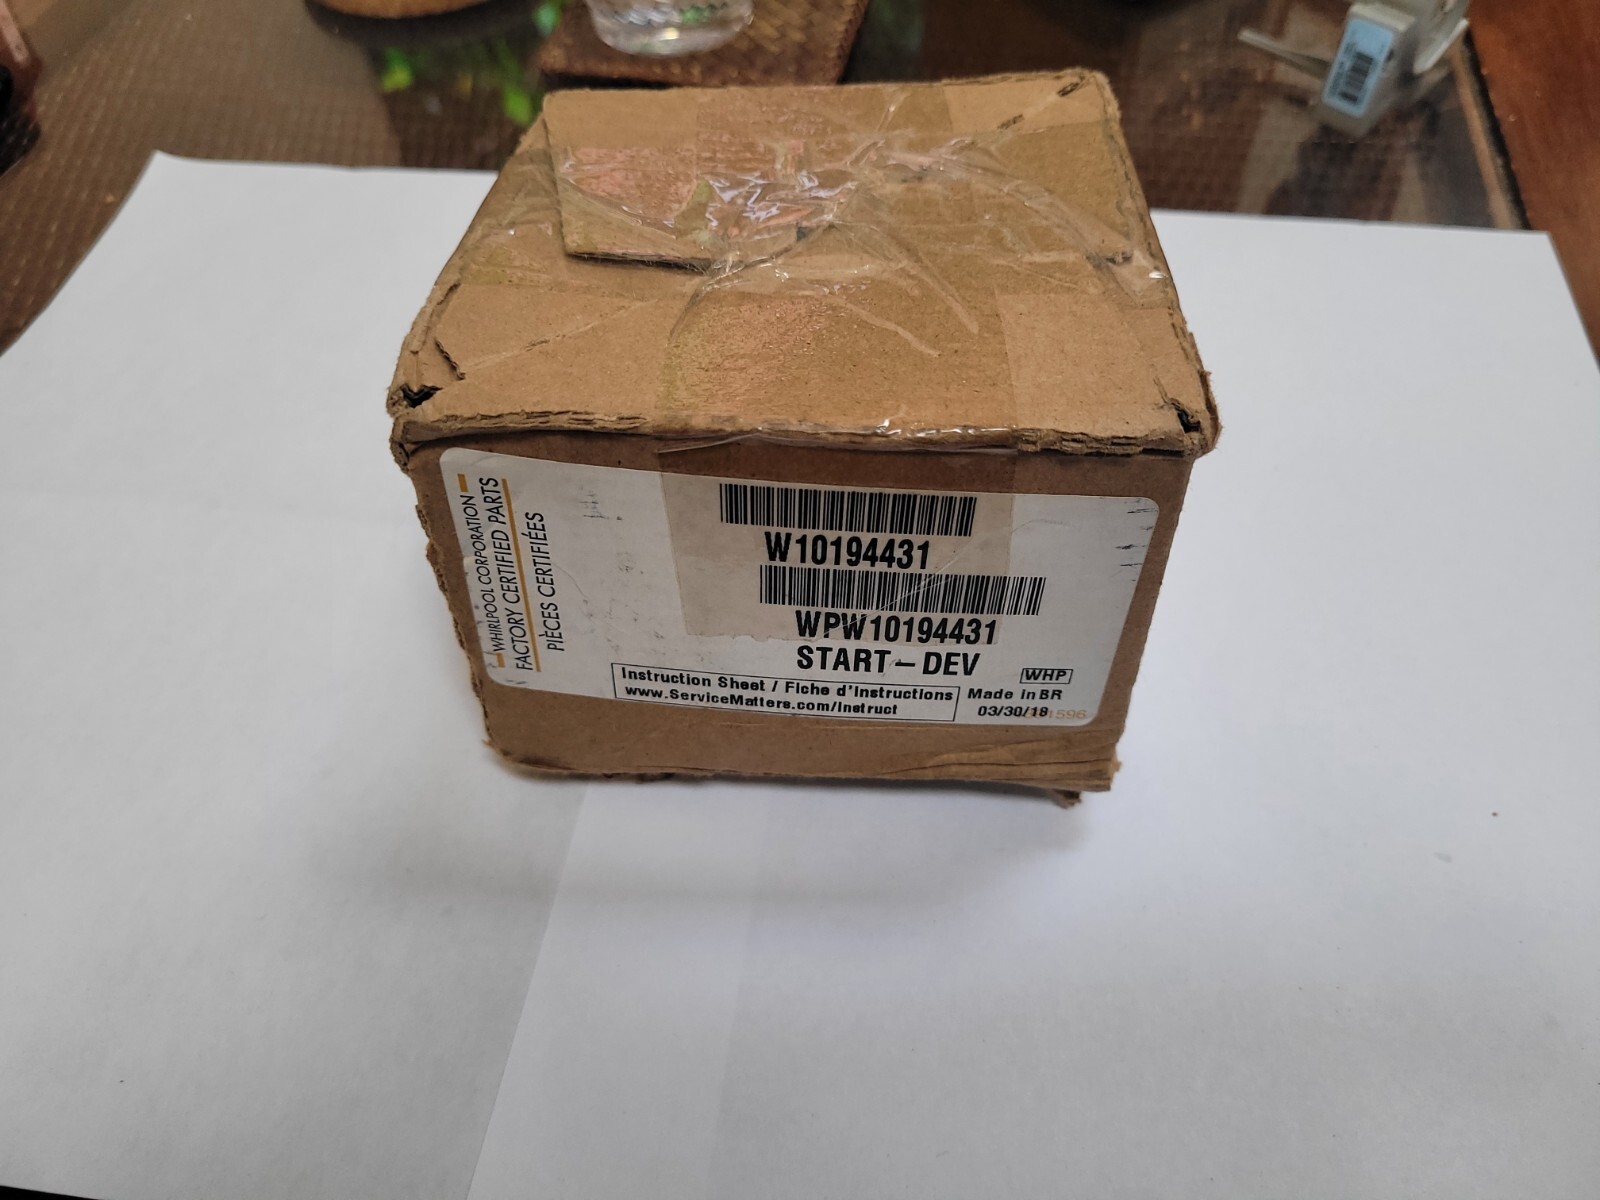 WHIRLPOOL CORPORATION
FACTORY CERTIFIED PARTS
PIÈCES CERTIFIÉES
W10194431
WPW10194431
START-DEV
WHP
Instruction Sheet / Fiche d'Instructions
www.ServiceMatters.com/Instruct
Made in BR
03/30/18